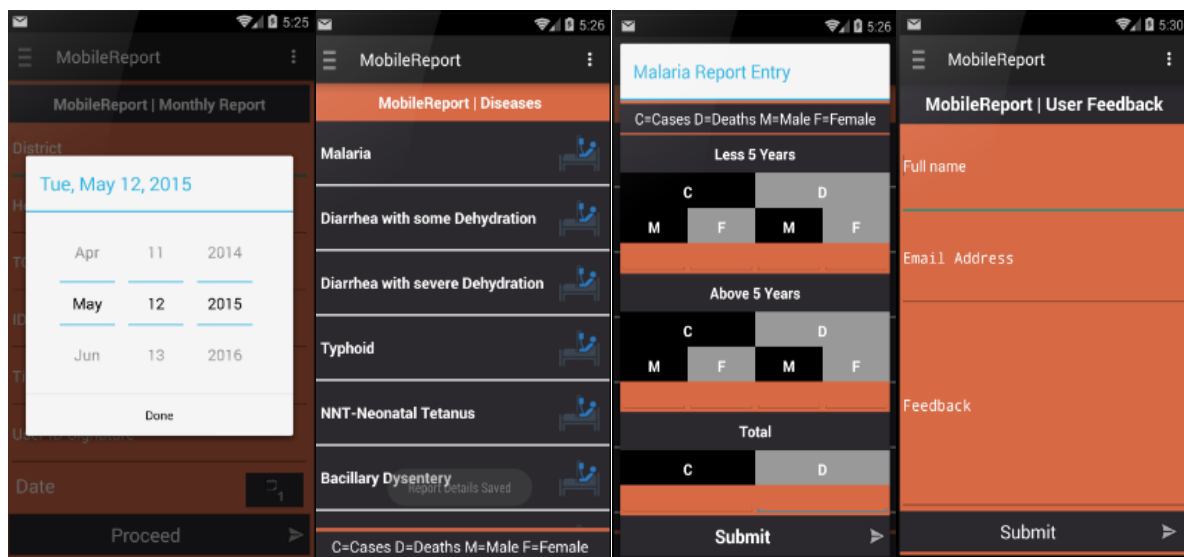 5:25
MobileReport
MobileReport | Monthly Report
District
Tue, May 12, 2015
Apr 11 2014
May 12 2015
Jun 13 2016
Done
Date
Proceed
5:26
MobileReport
MobileReport | Diseases
Malaria
Diarrhea with some Dehydration
Diarrhea with severe Dehydration
Typhoid
NNT-Neonatal Tetanus
Bacillary Dysentery
Report Details Saved
C=Cases D=Deaths M=Male F=Female
5:26
Malaria Report Entry
C=Cases D=Deaths M=Male F=Female
Less 5 Years
C D
M F M F
Above 5 Years
C D
M F M F
Total
C D
Submit
5:30
MobileReport
MobileReport | User Feedback
Full name
Email Address
Feedback
Submit